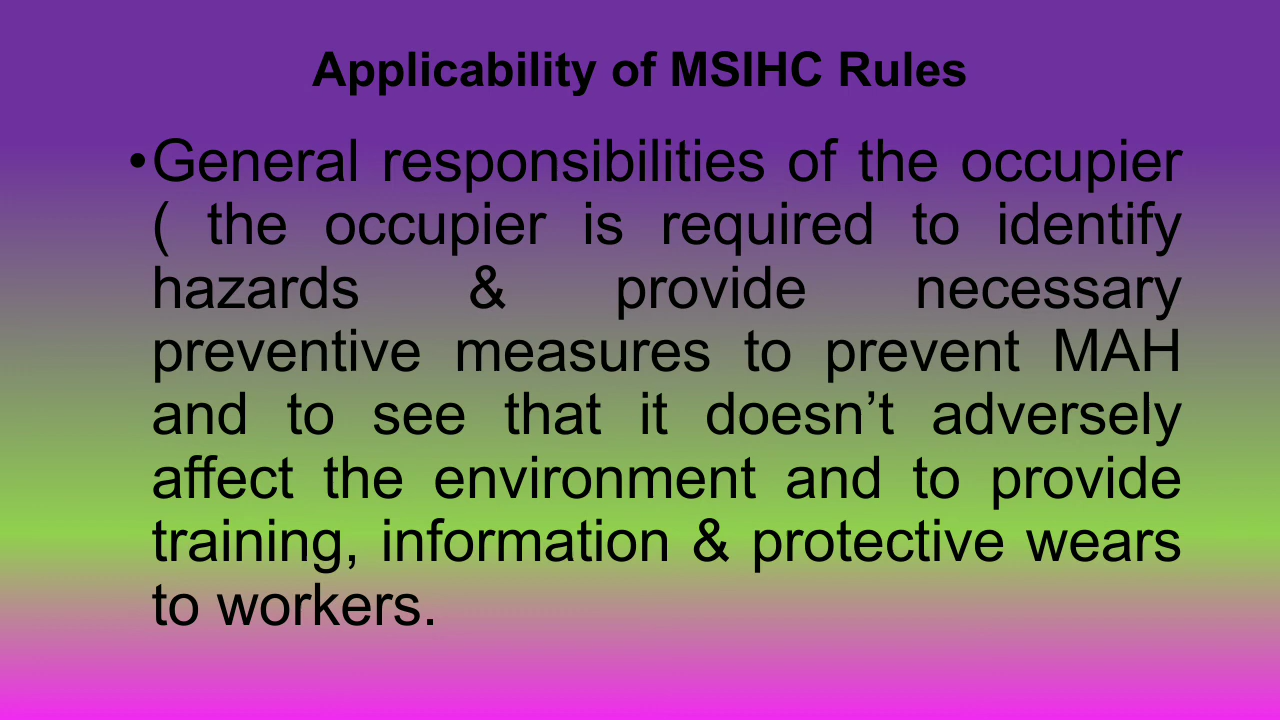 Applicability of MSIHC Rules
•General responsibilities of the occupier
( the occupier is required to identify
hazards & provide necessary
preventive measures to prevent MAH
and to see that it doesn’t adversely
affect the environment and to provide
training, information & protective wears
to workers.